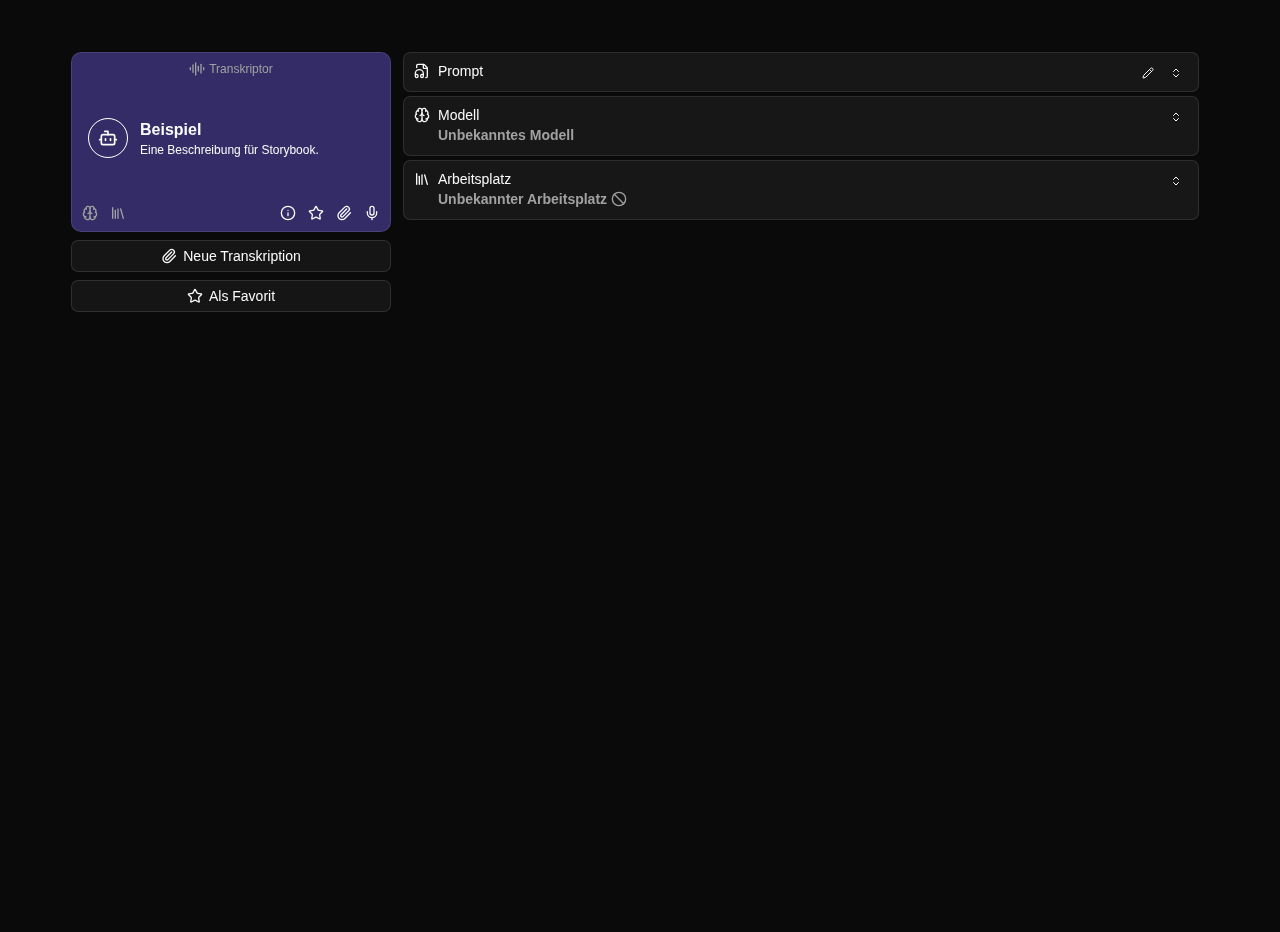 Transkriptor
Beispiel
Eine Beschreibung für Storybook.
Neue Transkription
Als Favorit
Prompt
Modell
Unbekanntes Modell
Arbeitsplatz
Unbekannter Arbeitsplatz